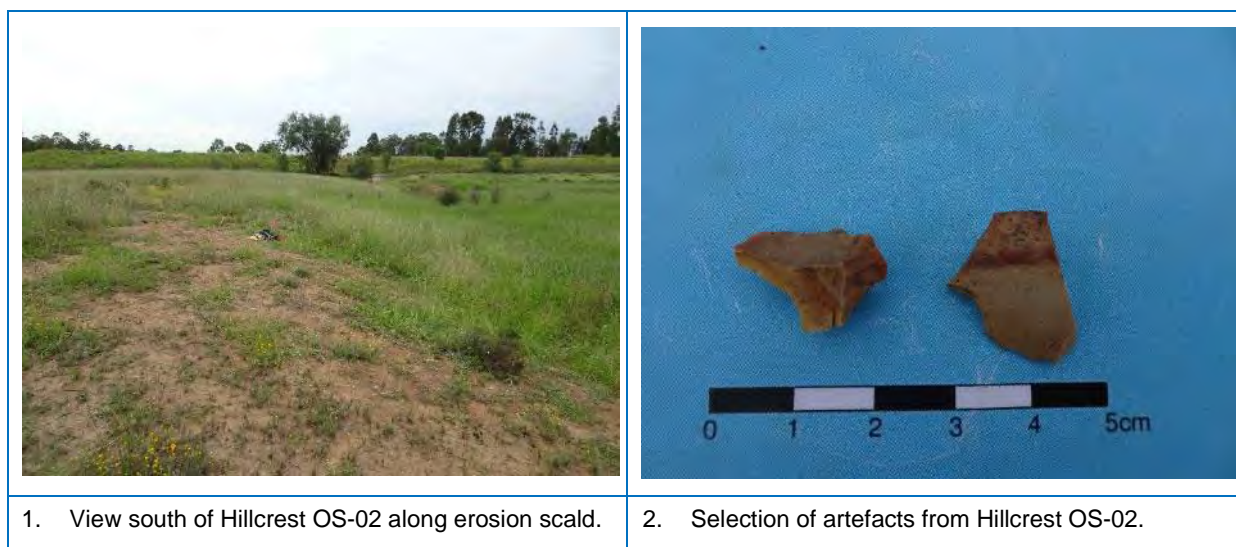 0 1 2 3 4 5cm
1. View south of Hillcrest OS-02 along erosion scald.
2. Selection of artefacts from Hillcrest OS-02.